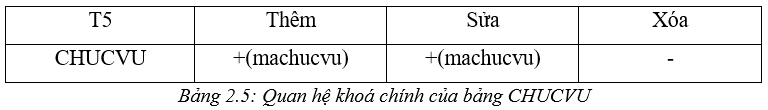 T5 Thêm Sửa Xóa
CHUCVU +(machucvu) +(machucvu) -
Bảng 2.5: Quan hệ khoá chính của bảng CHUCVU